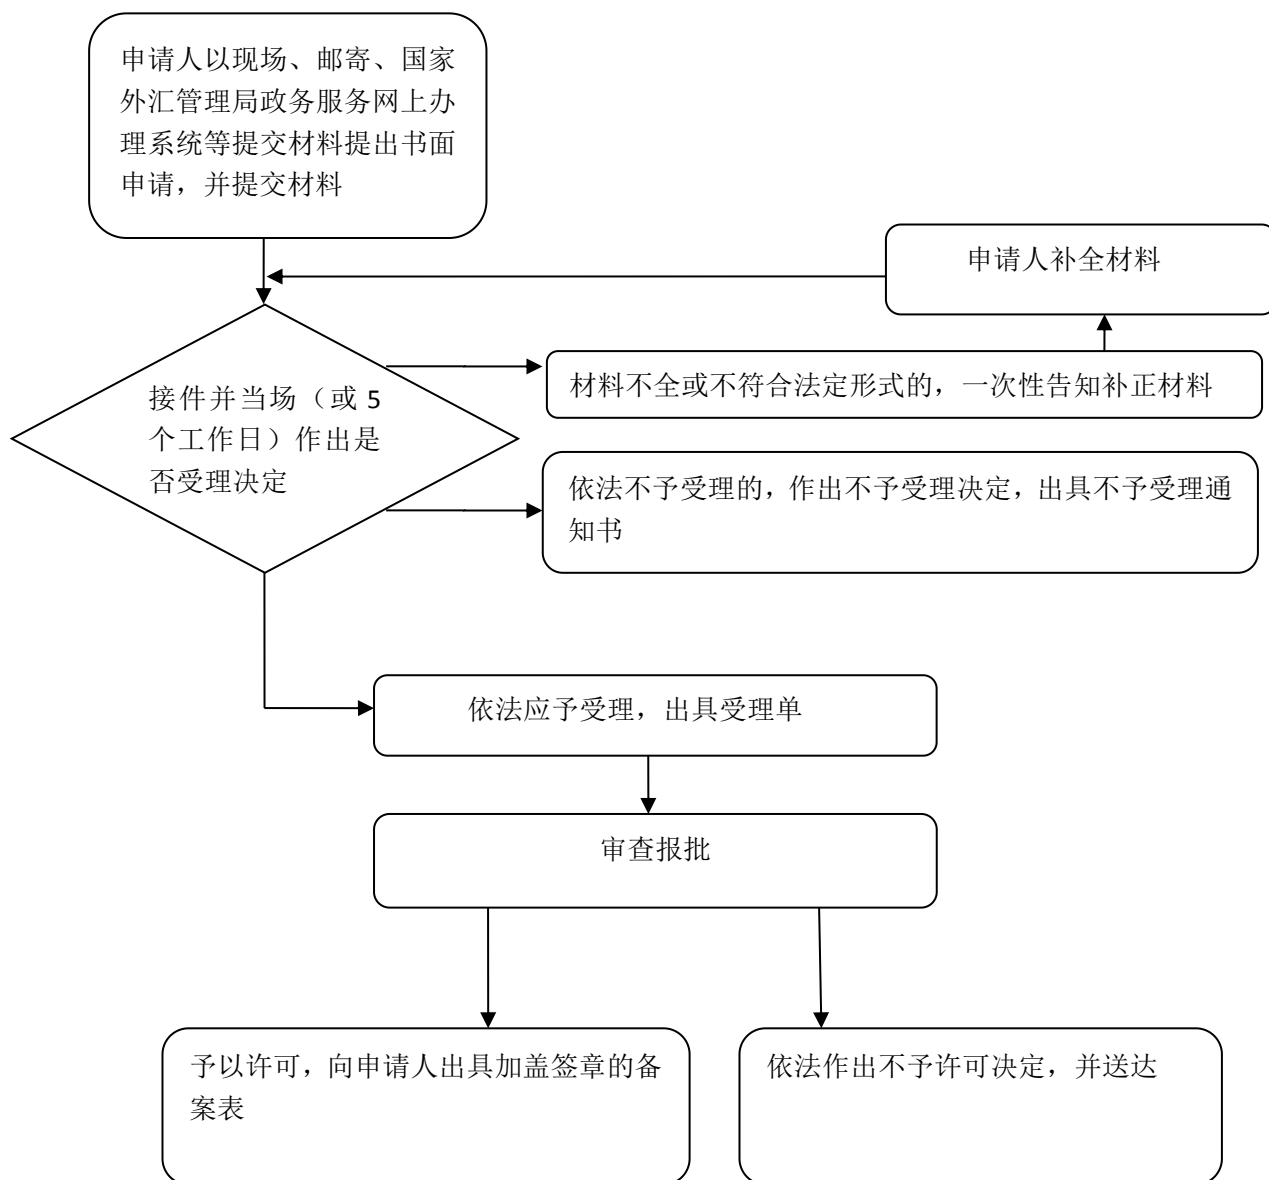 申请人以现场、邮寄、国家
外汇管理局政务服务网上办
理系统等提交材料提出书面
申请，并提交材料
申请人补全材料
材料不全或不符合法定形式的，一次性告知补正材料
接件并当场（或 5
个工作日）作出是
否受理决定
依法不予受理的，作出不予受理决定，出具不予受理通
知书
依法应予受理，出具受理单
审查报批
予以许可，向申请人出具加盖签章的备
案表
依法作出不予许可决定，并送达